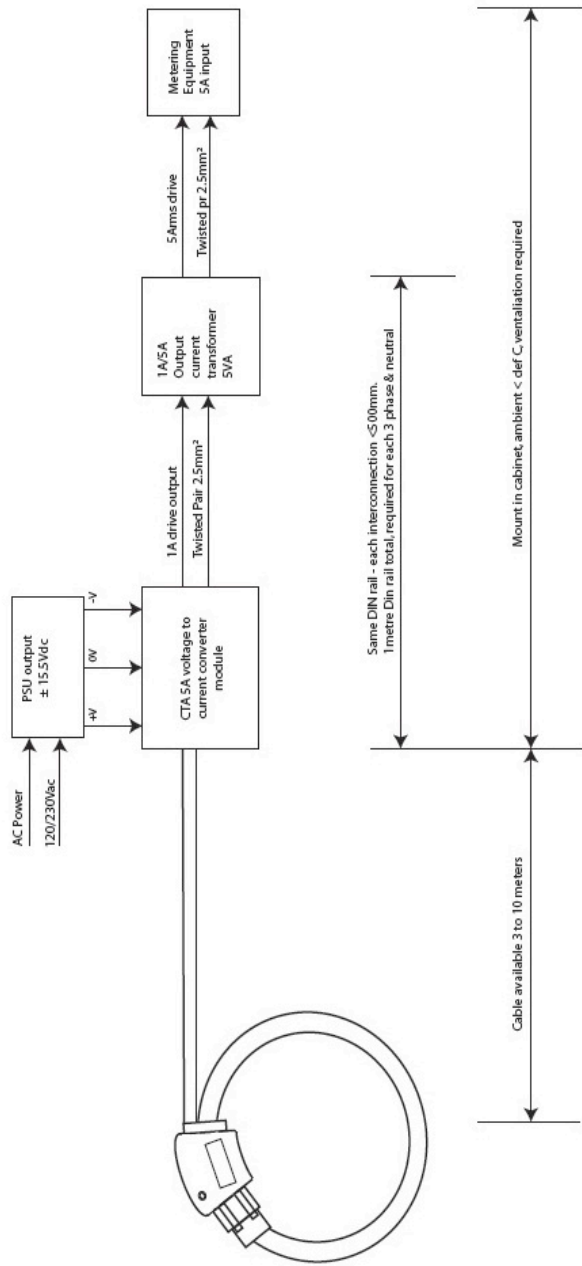 AC Power
120/230Vac
PSU output
± 15.5Vdc
+V
0V
-V
CTA 5A voltage to
current converter
module
1A drive output
Twisted Pair 2.5mm²
1A/5A
Output
current
transformer
5VA
5Arms drive
Twisted pr 2.5mm²
Metering
Equipment
5A input
Same DIN rail - each interconnection <500mm.
1 metre Din rail total, required for each 3 phase & neutral
Cable available 3 to 10 meters
Mount in cabinet, ambient < def C, ventaliation required